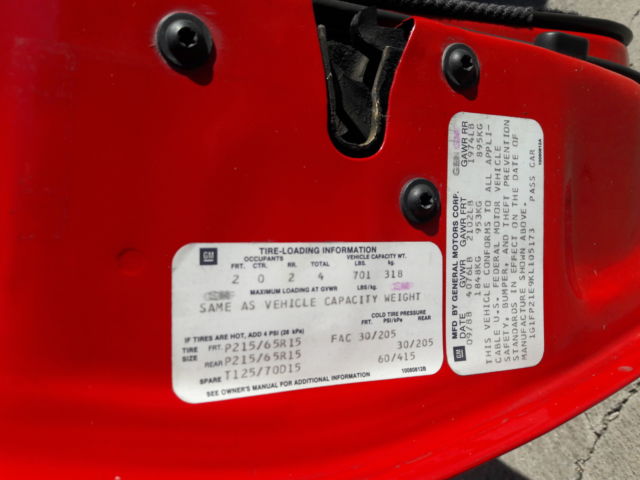 GM
TIRE-LOADING INFORMATION
OCCUPANTS VEHICLE CAPACITY WT.
FRT. CTR. RR. TOTAL LBS. kg.
2 0 2 4 701 318
MAXIMUM LOADING AT GVWR LBS/kg.
SAME AS VEHICLE CAPACITY WEIGHT
IF TIRES ARE HOT, ADD 4 PSI (28 kPa)
COLD TIRE PRESSURE
FRT. PSI/kPa RR. PSI/kPa
TIRE SIZE
FRT. P215/65R15 FAC 30/205
REAR P215/65R15 30/205
SPARE T125/70D15 60/415
SEE OWNER'S MANUAL FOR ADDITIONAL INFORMATION
GM
MFD BY GENERAL MOTORS CORP.
DATE GVWR GAWR FRT GAWR RR
09/88 4076LB 2102LB 1974LB
1848KG 953KG 895KG
THIS VEHICLE CONFORMS TO ALL APPLI-
CABLE U.S. FEDERAL MOTOR VEHICLE
SAFETY, BUMPER, AND THEFT PREVENTION
STANDARDS IN EFFECT ON THE DATE OF
MANUFACTURE SHOWN ABOVE.
PASS CAR